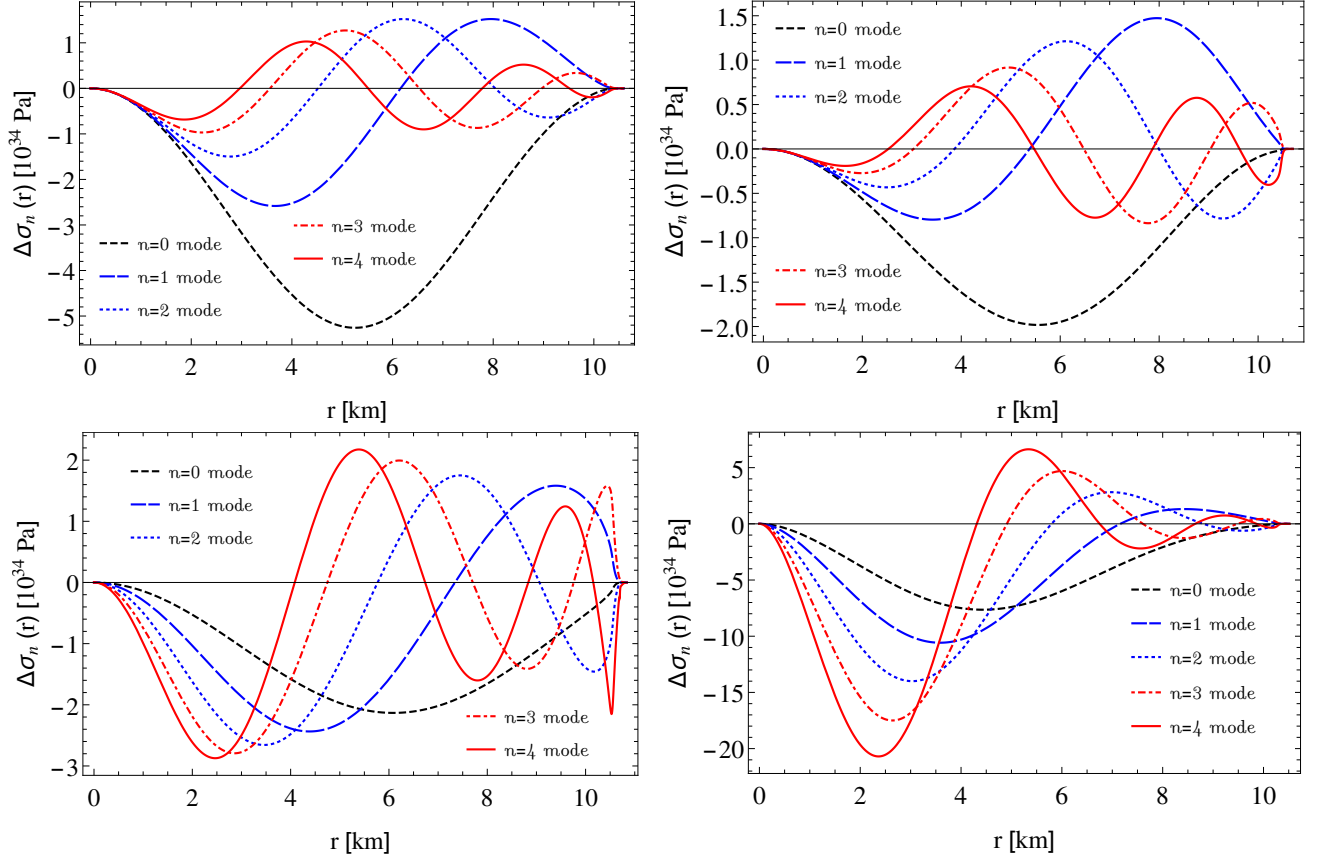 Δσn (r) [10^34 Pa]
1
0
−1
−2
−3
−4
−5
n=0 mode
n=1 mode
n=2 mode
n=3 mode
n=4 mode
0 2 4 6 8 10
r [km]
Δσn (r) [10^34 Pa]
1.5
1.0
0.5
0.0
−0.5
−1.0
−1.5
−2.0
n=0 mode
n=1 mode
n=2 mode
n=3 mode
n=4 mode
0 2 4 6 8 10
r [km]
Δσn (r) [10^34 Pa]
2
1
0
−1
−2
−3
n=0 mode
n=1 mode
n=2 mode
n=3 mode
n=4 mode
0 2 4 6 8 10
r [km]
Δσn (r) [10^34 Pa]
5
0
−5
−10
−15
−20
n=0 mode
n=1 mode
n=2 mode
n=3 mode
n=4 mode
0 2 4 6 8 10
r [km]